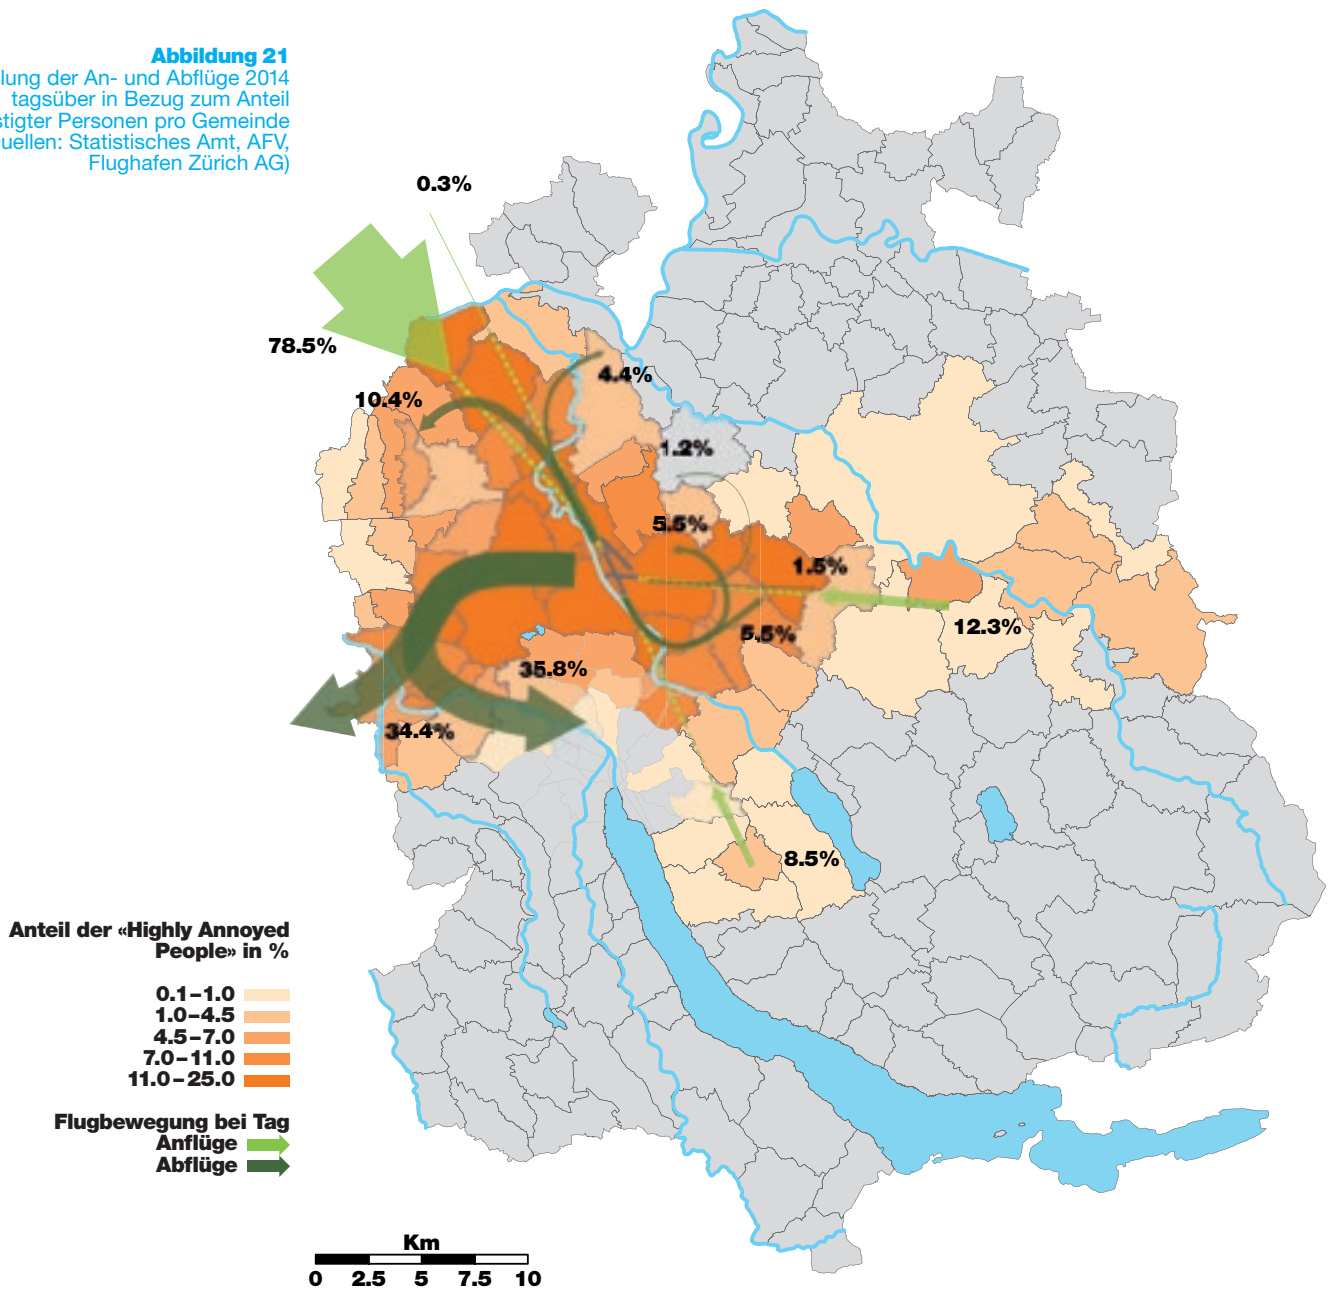 Abbildung 21
der An- und Abflüge 2014
tagsüber in Bezug zum Anteil
Personen pro Gemeinde
Statistisches Amt, AFV,
Flughafen Zürich AG)
0.3%
78.5%
4.4%
10.4%
1.2%
5.5%
1.5%
12.3%
5.5%
35.8%
34.4%
8.5%
Anteil der «Highly Annoyed
People» in %
0.1–1.0
1.0–4.5
4.5–7.0
7.0–11.0
11.0–25.0
Flugbewegung bei Tag
Anflüge
Abflüge
Km
0 2.5 5 7.5 10